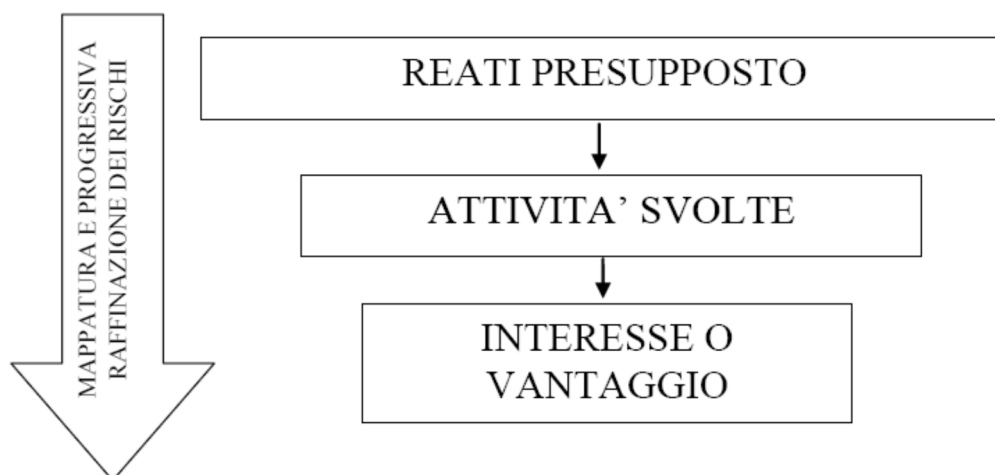 MAPPATURA E PROGRESSIVA
RAFFINAZIONE DEI RISCHI
REATI PRESUPPOSTO
ATTIVITA’ SVOLTE
INTERESSE O
VANTAGGIO